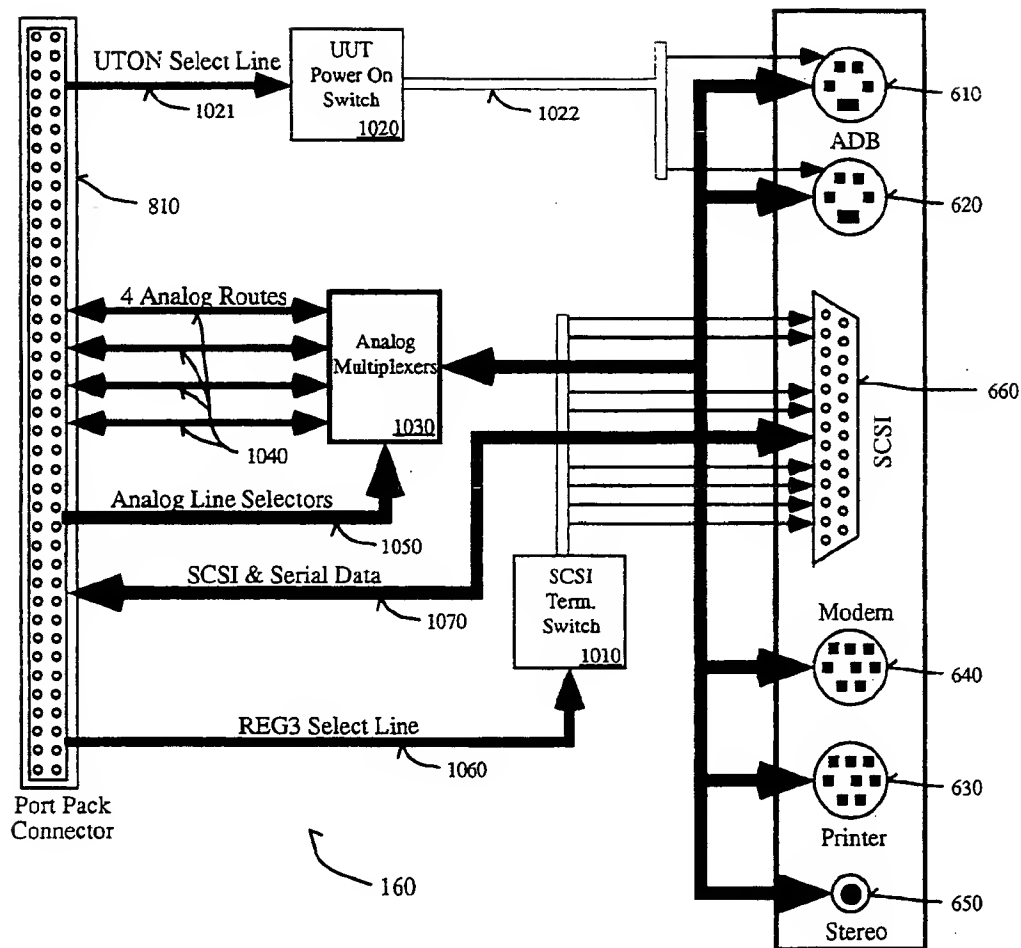 UTON Select Line
1021
UUT
Power On
Switch
1020
1022
610
ADB
620
810
4 Analog Routes
Analog
Multiplexers
1030
1040
660
SCSI
Analog Line Selectors
1050
SCSI & Serial Data
1070
SCSI
Term.
Switch
1010
Modem
640
REG3 Select Line
1060
630
Printer
Port Pack
Connector
160
650
Stereo